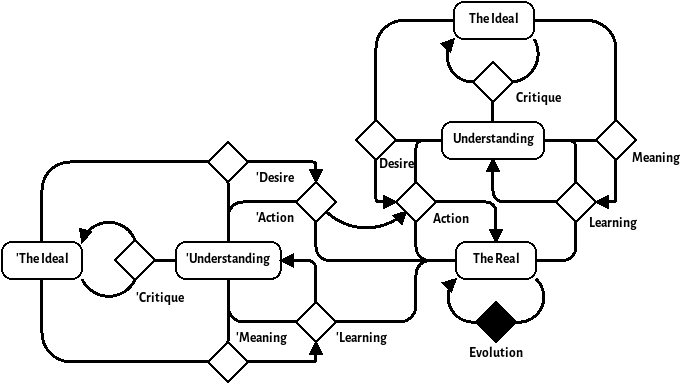 The Ideal
Critique
Understanding
Desire
Meaning
'Desire
'Action
Action
Learning
'The Ideal
'Understanding
The Real
'Critique
'Meaning
'Learning
Evolution